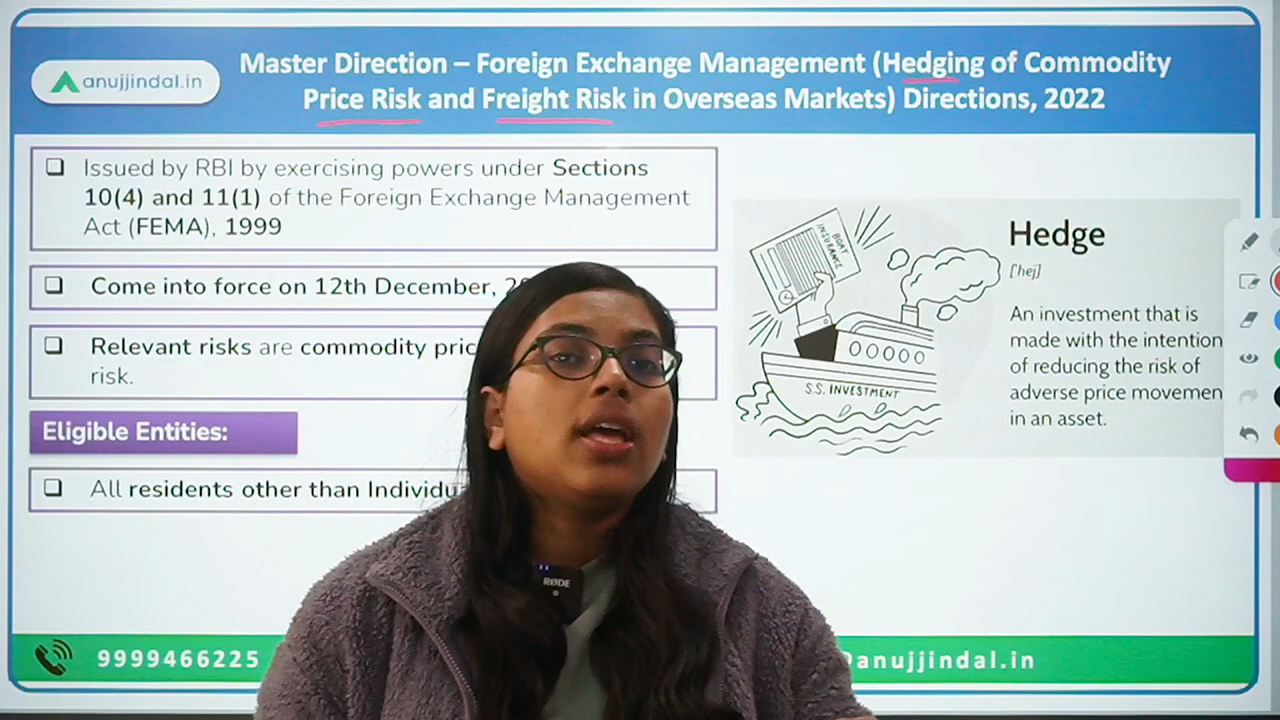 anujjindal.in
Master Direction – Foreign Exchange Management (Hedging of Commodity
Price Risk and Freight Risk in Overseas Markets) Directions, 2022
Issued by RBI by exercising powers under Sections
10(4) and 11(1) of the Foreign Exchange Management
Act (FEMA), 1999
Come into force on 12th December,
Relevant risks are commodity
risk.
Eligible Entities:
All residents other than
BOAT
INSURANCE
S.S. INVESTMENT
Hedge
['hej]
An investment that is
made with the intention
of reducing the risk of
adverse price
in an asset.
RØDE
9999466225
anujjindal.in